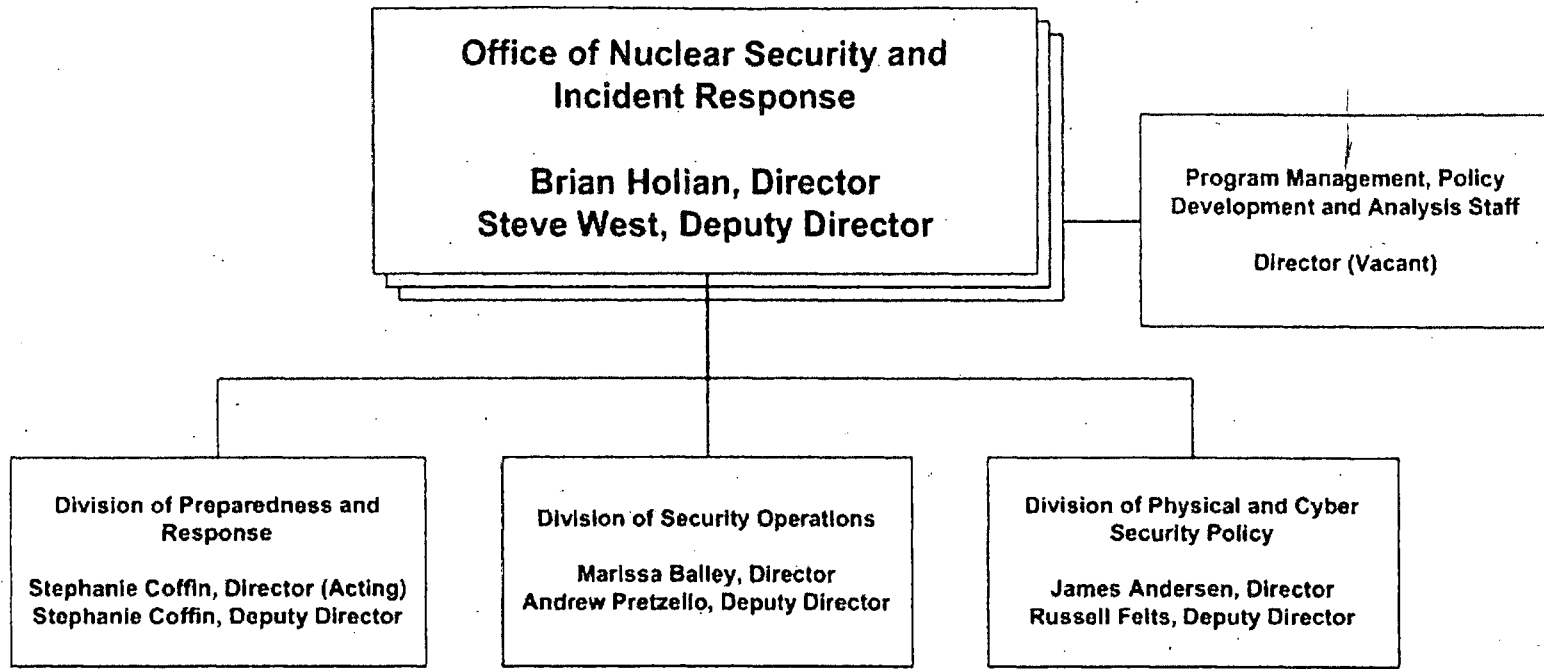 Office of Nuclear Security and
Incident Response
Brian Holian, Director
Steve West, Deputy Director
Program Management, Policy
Development and Analysis Staff
Director (Vacant)
Division of Preparedness and
Response
Stephanie Coffin, Director (Acting)
Stephanie Coffin, Deputy Director
Division of Security Operations
Marissa Bailey, Director
Andrew Pretzello, Deputy Director
Division of Physical and Cyber
Security Policy
James Andersen, Director
Russell Felts, Deputy Director